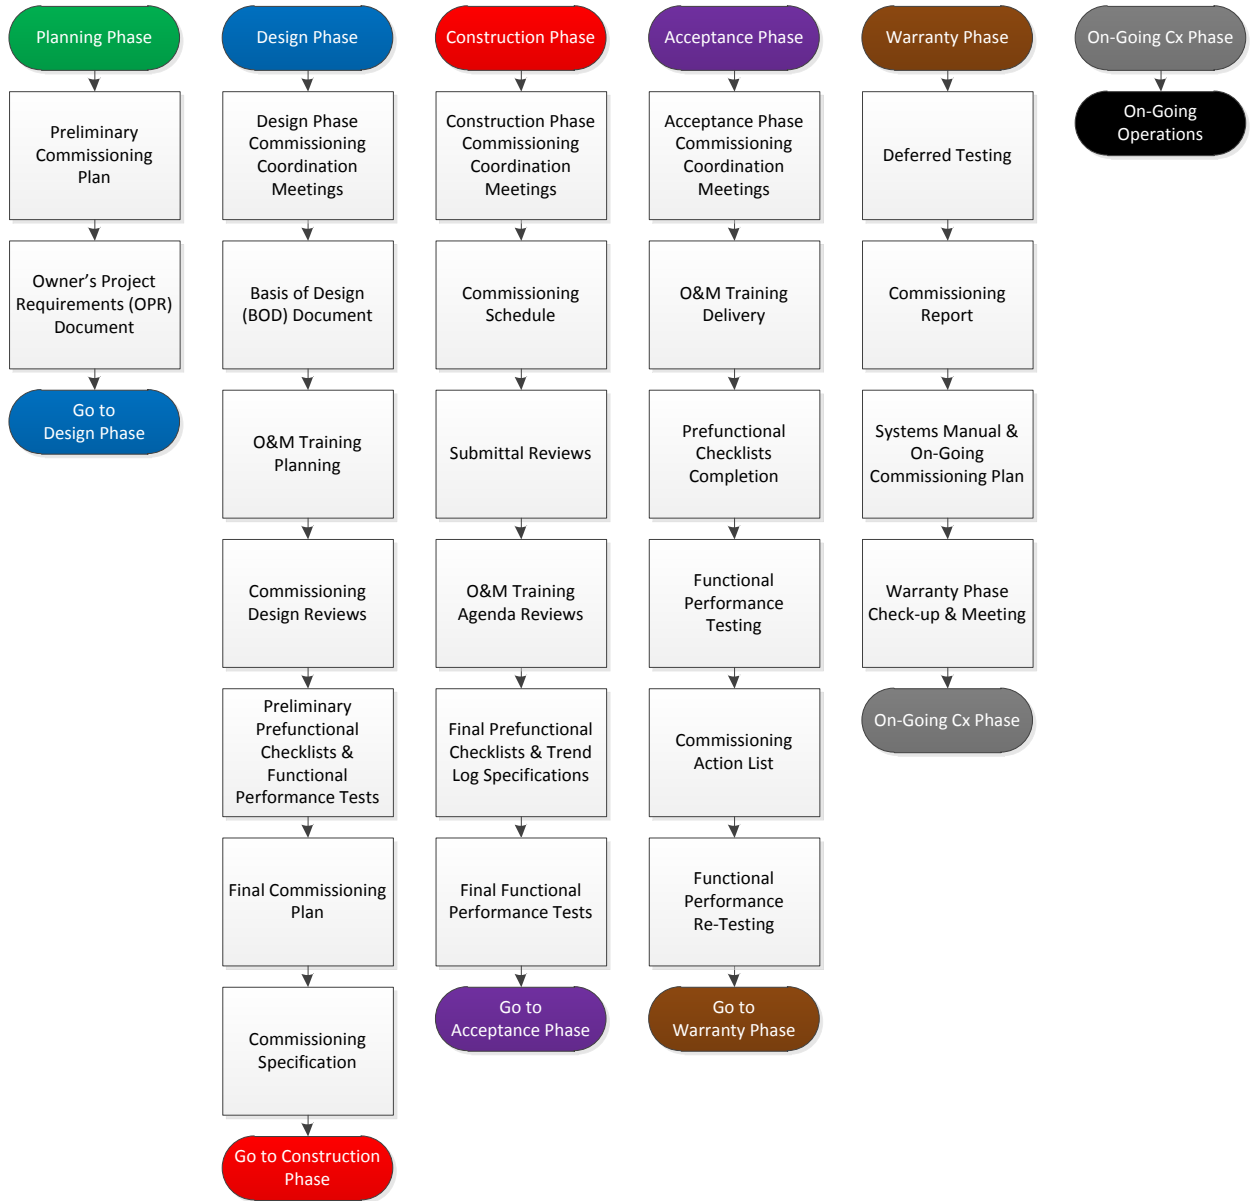 Planning Phase
Preliminary
Commissioning
Plan
Owner's Project
Requirements (OPR)
Document
Go to
Design Phase
Design Phase
Design Phase
Commissioning
Coordination
Meetings
Basis of Design
(BOD) Document
O&M Training
Planning
Commissioning
Design Reviews
Preliminary
Prefunctional
Checklists &
Functional
Performance Tests
Final Commissioning
Plan
Commissioning
Specification
Go to Construction
Phase
Construction Phase
Construction Phase
Commissioning
Coordination
Meetings
Commissioning
Schedule
Submittal Reviews
O&M Training
Agenda Reviews
Final Prefunctional
Checklists & Trend
Log Specifications
Final Functional
Performance Tests
Go to
Acceptance Phase
Acceptance Phase
Acceptance Phase
Commissioning
Coordination
Meetings
O&M Training
Delivery
Prefunctional
Checklists
Completion
Functional
Performance
Testing
Commissioning
Action List
Functional
Performance
Re-Testing
Go to
Warranty Phase
Warranty Phase
Deferred Testing
Commissioning
Report
Systems Manual &
On-Going
Commissioning Plan
Warranty Phase
Check-up & Meeting
On-Going Cx Phase
On-Going Cx Phase
On-Going
Operations